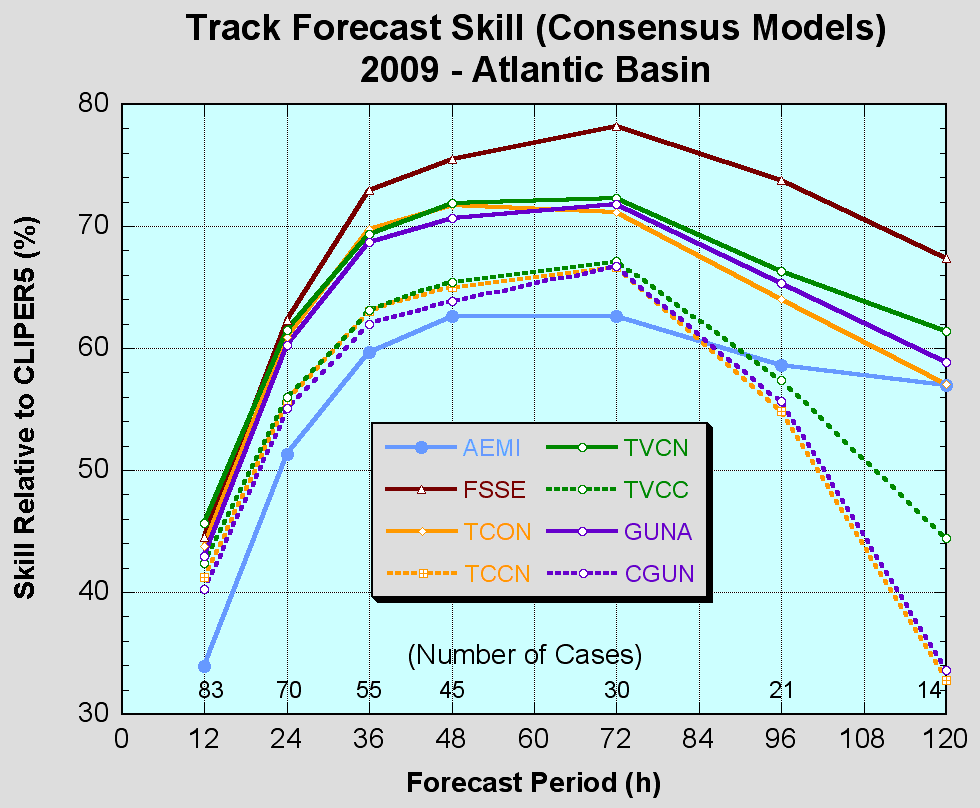 Track Forecast Skill (Consensus Models)
2009 - Atlantic Basin
Skill Relative to CLIPER5 (%)
80
70
60
50
40
30
AEMI TVCN
FSSE TVCC
TCON GUNA
TCCN CGUN
(Number of Cases)
83 70 55 45 30 21 14
0 12 24 36 48 60 72 84 96 108 120
Forecast Period (h)